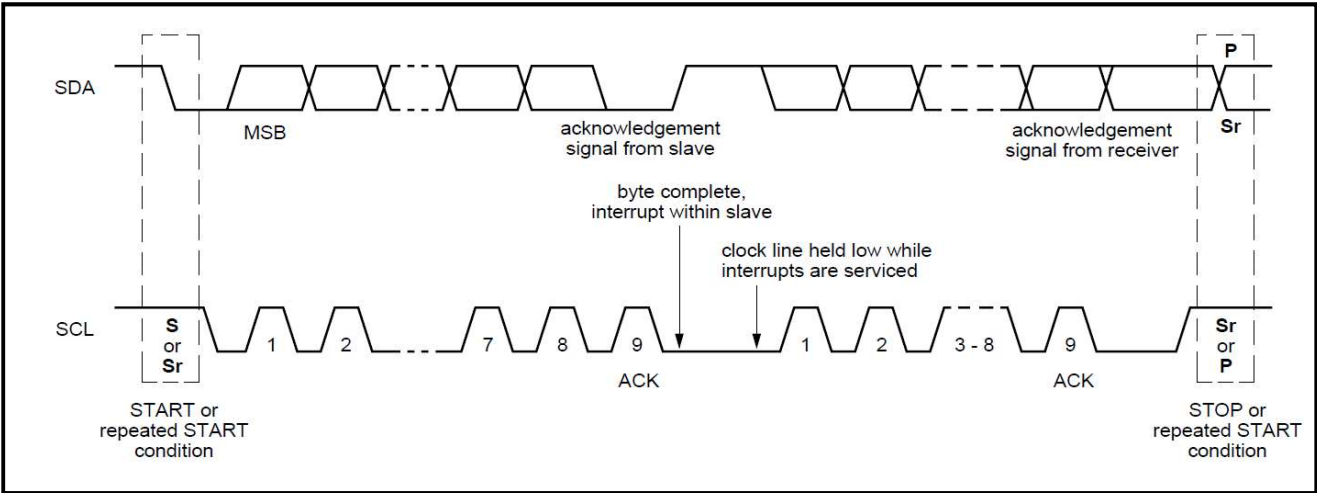 P
SDA
MSB
acknowledgement
signal from slave
acknowledgement
signal from receiver
Sr
byte complete,
interrupt within slave
clock line held low while
interrupts are serviced
SCL
S
or
Sr
1
2
7
8
9
1
2
3 - 8
9
Sr
or
P
ACK
ACK
START or
repeated START
condition
STOP or
repeated START
condition